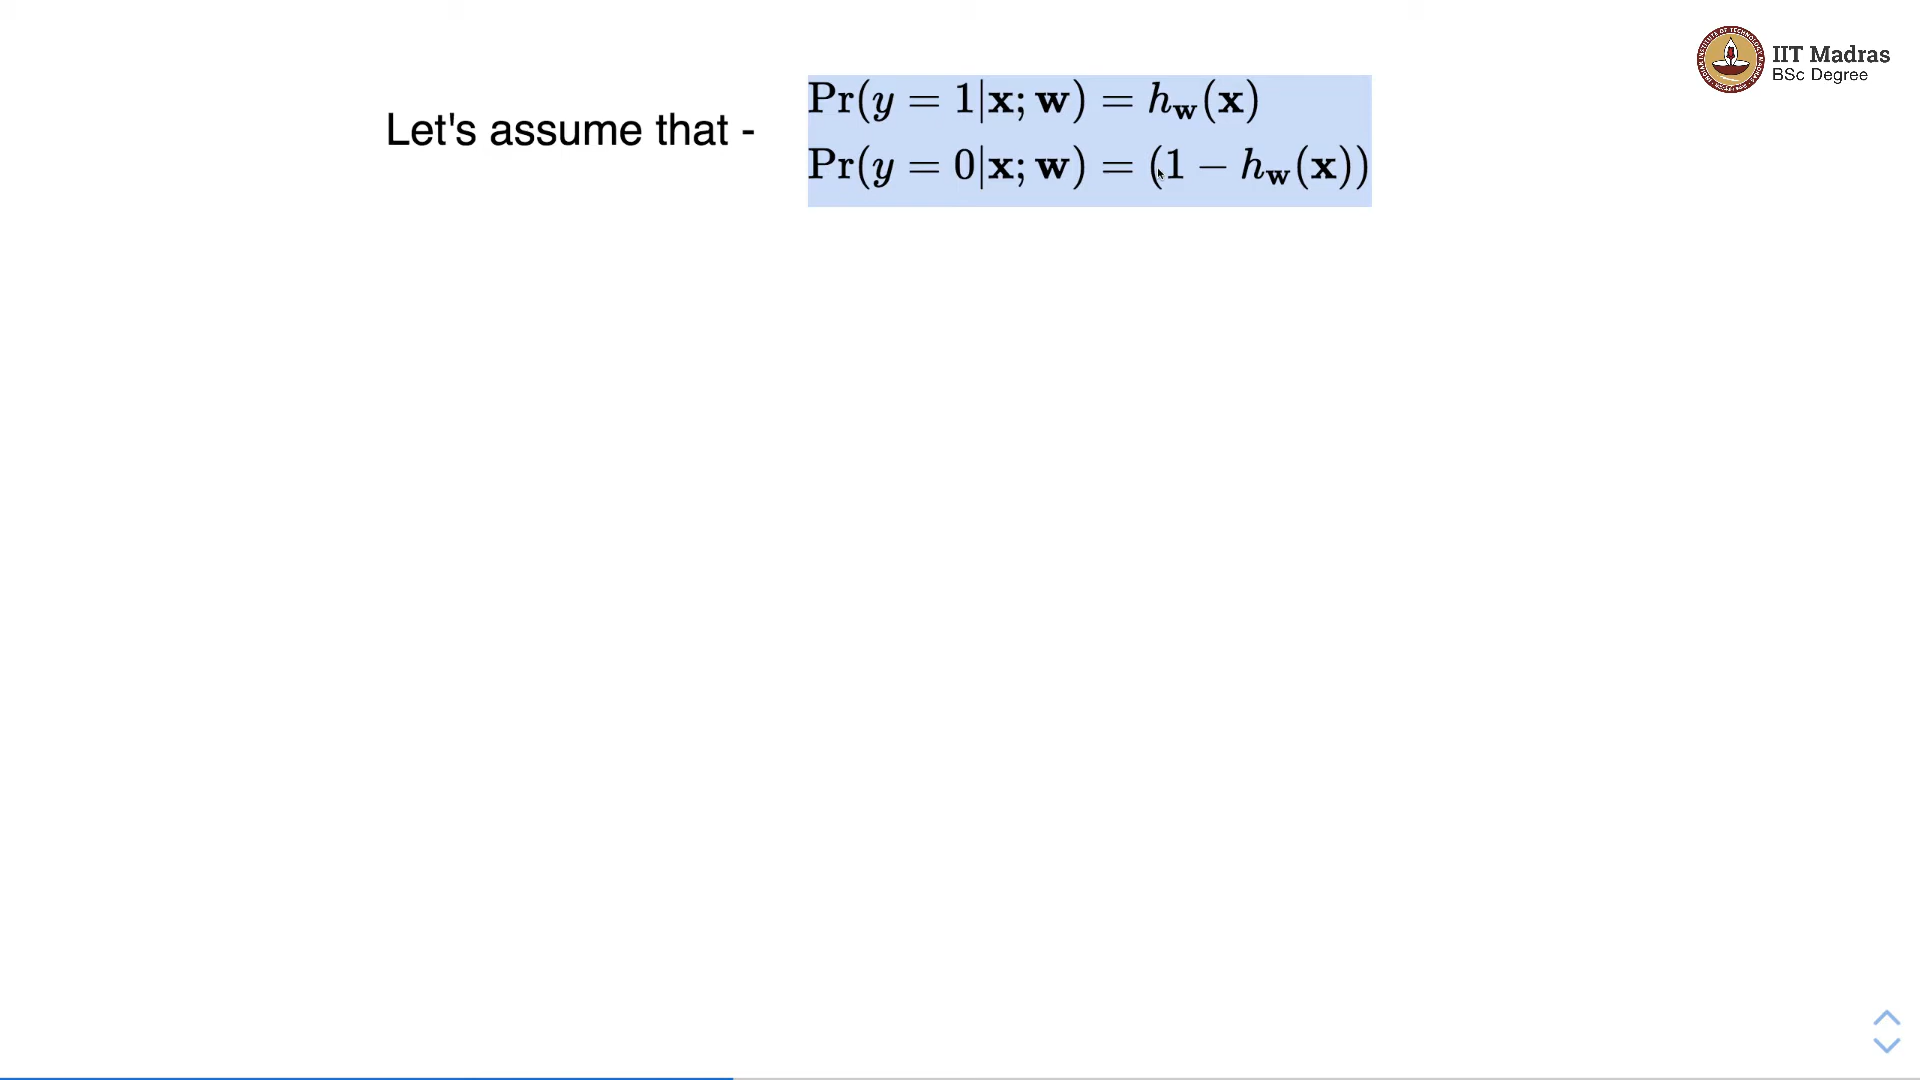 IIT Madras
BSc Degree
Let's assume that -
Pr(y = 1|x; w) = h_w(x)
Pr(y = 0|x; w) = (1 − h_w(x))